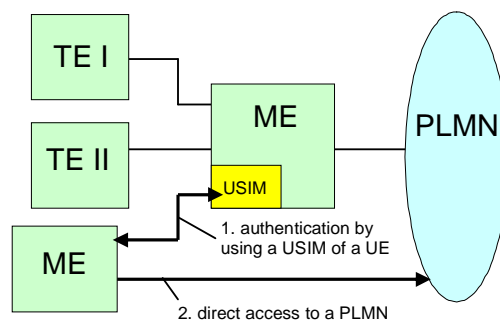 TE I
ME
PLMN
TE II
USIM
1. authentication by
using a USIM of a UE
ME
2. direct access to a PLMN